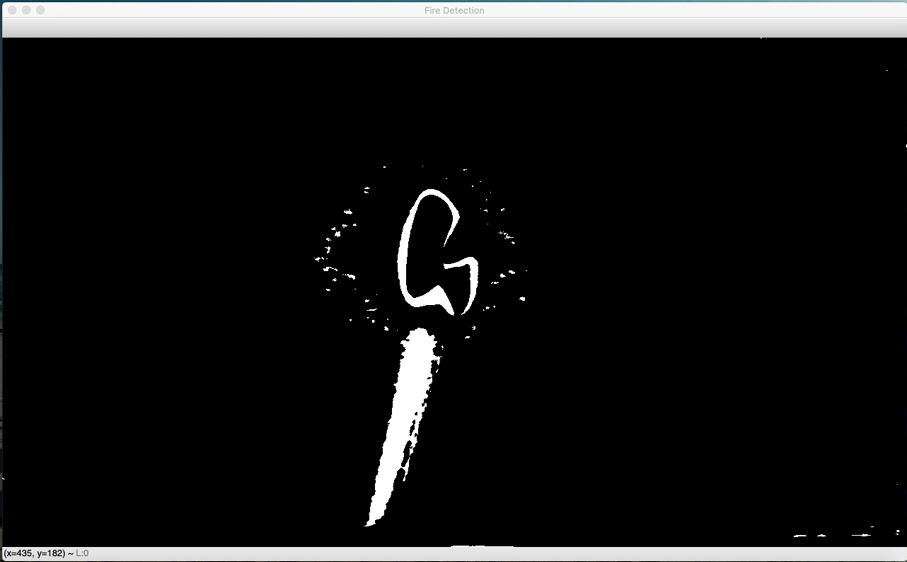 Fire Detection
(x=435, y=182) ~ L:0